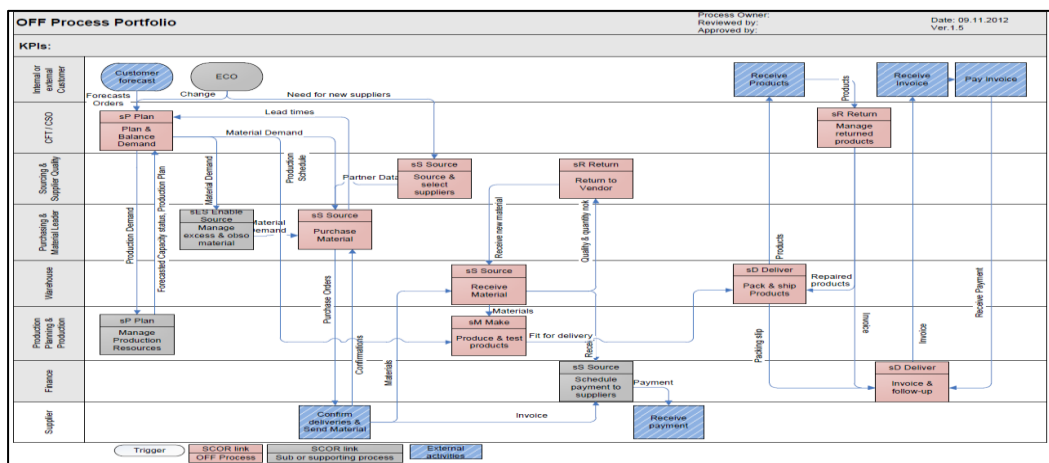 OFF Process Portfolio
Process Owner:
Reviewed by:
Approved by:
Date: 09.11.2012
Ver.1.5
KPIs:
Internal or
external
Customer
Customer
forecast
ECO
Receive
Products
Receive
Invoice
Pay Invoice
Forecasts
Orders
Change
Need for new suppliers
Products
CFT / CSO
sP Plan
Plan &
Balance
Demand
Lead times
Material Demand
sR Return
Manage
returned
products
Sourcing &
Supplier Quality
Material Demand
Production
Schedule
Partner Data
sS Source
Source &
select
suppliers
sR Return
Return to
Vendor
Purchasing &
Material Leader
Production Demand
Forecasted Capacity status, Production Plan
sES Enable
Source
Manage
excess & obso
material
Material
Demand
sS Source
Purchase
Material
Receive new material
Quality & quantity nok
Products
Warehouse
Purchase Orders
sS Source
Receive
Material
sD Deliver
Pack & ship
Products
Repaired
products
Receive Payment
Production
Planning &
Production
sP Plan
Manage
Production
Resources
Confirmations
Materials
Materials
sM Make
Produce & test
products
Fit for delivery
Packing slip
Invoice
Invoice
Finance
sS Source
Schedule
payment to
suppliers
Payment
sD Deliver
Invoice &
follow-up
Supplier
Confirm
deliveries &
Send Material
Invoice
Receive
payment
Trigger
SCOR link
OFF Process
SCOR link
Sub or supporting process
External
activities